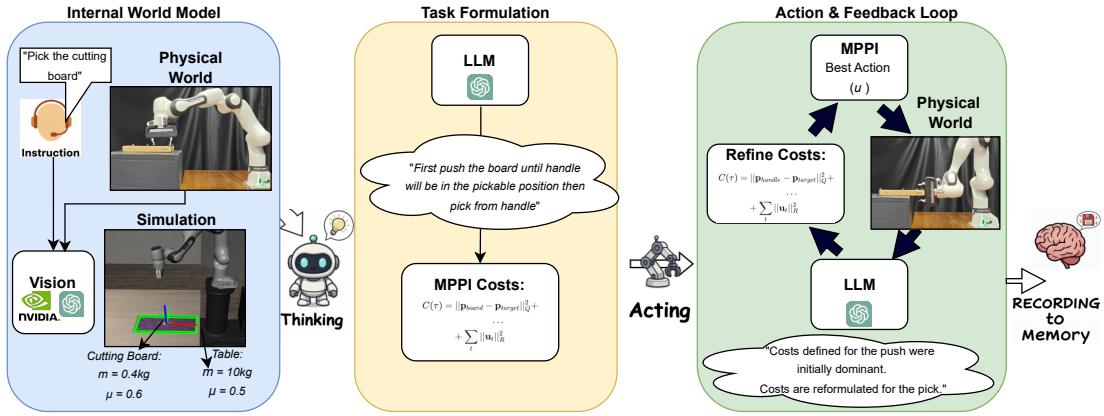 Internal World Model
"Pick the cutting
board"
Physical
World
Instruction
Simulation
Vision
NVIDIA.
Cutting Board:
m = 0.4kg
μ = 0.6
Table:
m = 10kg
μ = 0.5
Thinking
Task Formulation
LLM
"First push the board until handle
will be in the pickable position then
pick from handle"
MPPI Costs:
C(τ) = ||p_board − p_target||²_Q+
...
+ ∑_t ||u_t||²_R
Acting
Action & Feedback Loop
MPPI
Best Action
(u )
Physical
World
Refine Costs:
C(τ) = ||p_handle − p_target||²_Q+
...
+ ∑_t ||u_t||²_R
LLM
"Costs defined for the push were
initially dominant.
Costs are reformulated for the pick."
RECORDING
to
Memory